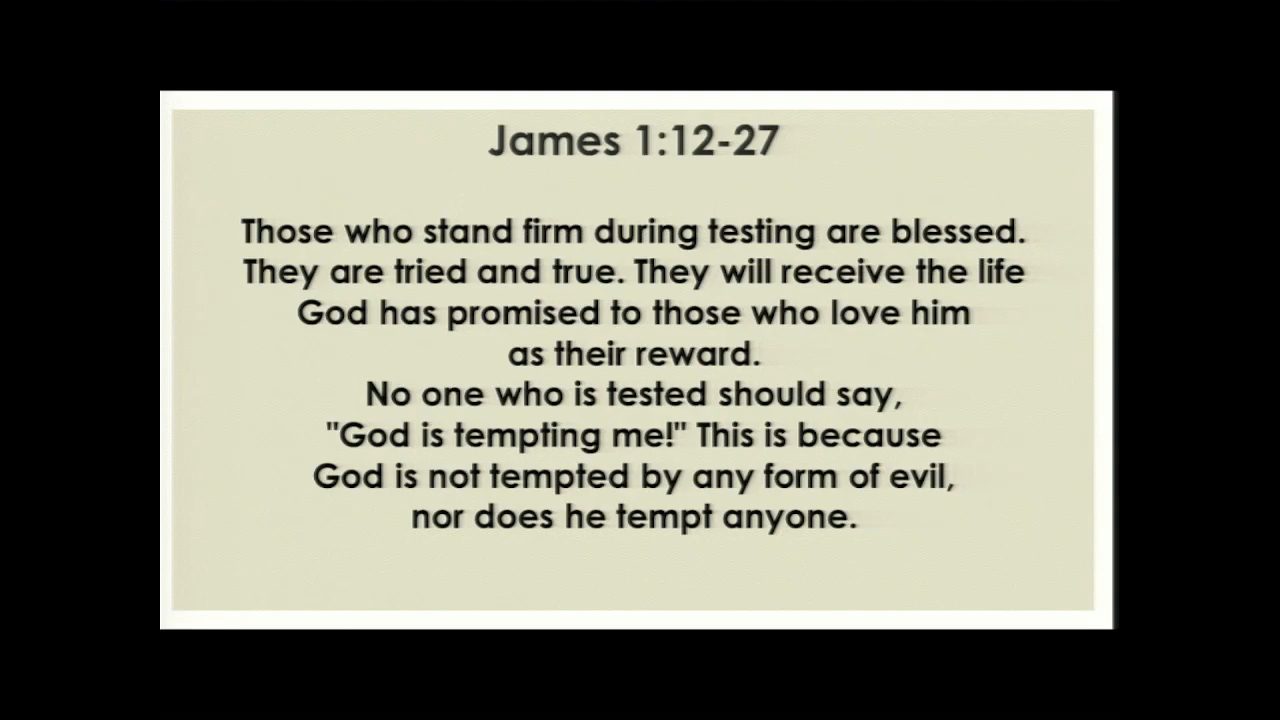 James 1:12-27
Those who stand firm during testing are blessed.
They are tried and true. They will receive the life
God has promised to those who love him
as their reward.
No one who is tested should say,
"God is tempting me!" This is because
God is not tempted by any form of evil,
nor does he tempt anyone.